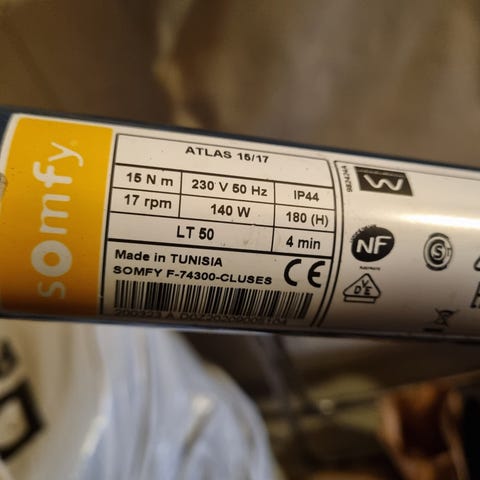 somfy
ATLAS 15/17
15 N m 230 V 50 Hz IP44
17 rpm 140 W 180 (H)
LT 50 4 min
Made in TUNISIA
SOMFY F-74300-CLUSES
CE
NF
VDE
S